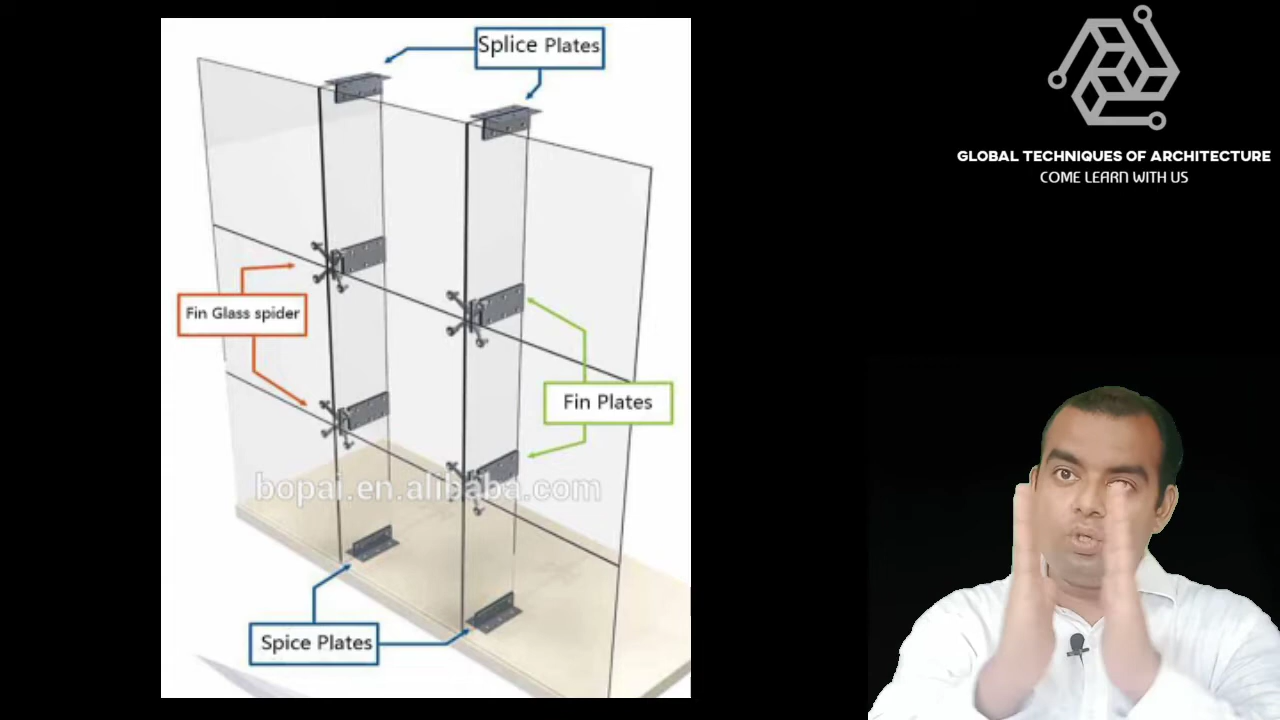 Splice Plates
GLOBAL TECHNIQUES OF ARCHITECTURE
COME LEARN WITH US
Fin Glass spider
Fin Plates
bopai.en.alibaba.com
Spice Plates